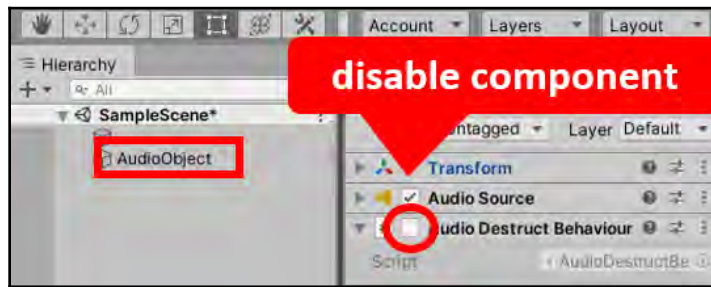 Account Layers Layout
Hierarchy
All
disable component
SampleScene*
Untagged Layer Default
AudioObject
Transform
Audio Source
Audio Destruct Behaviour
Script AudioDestructBe